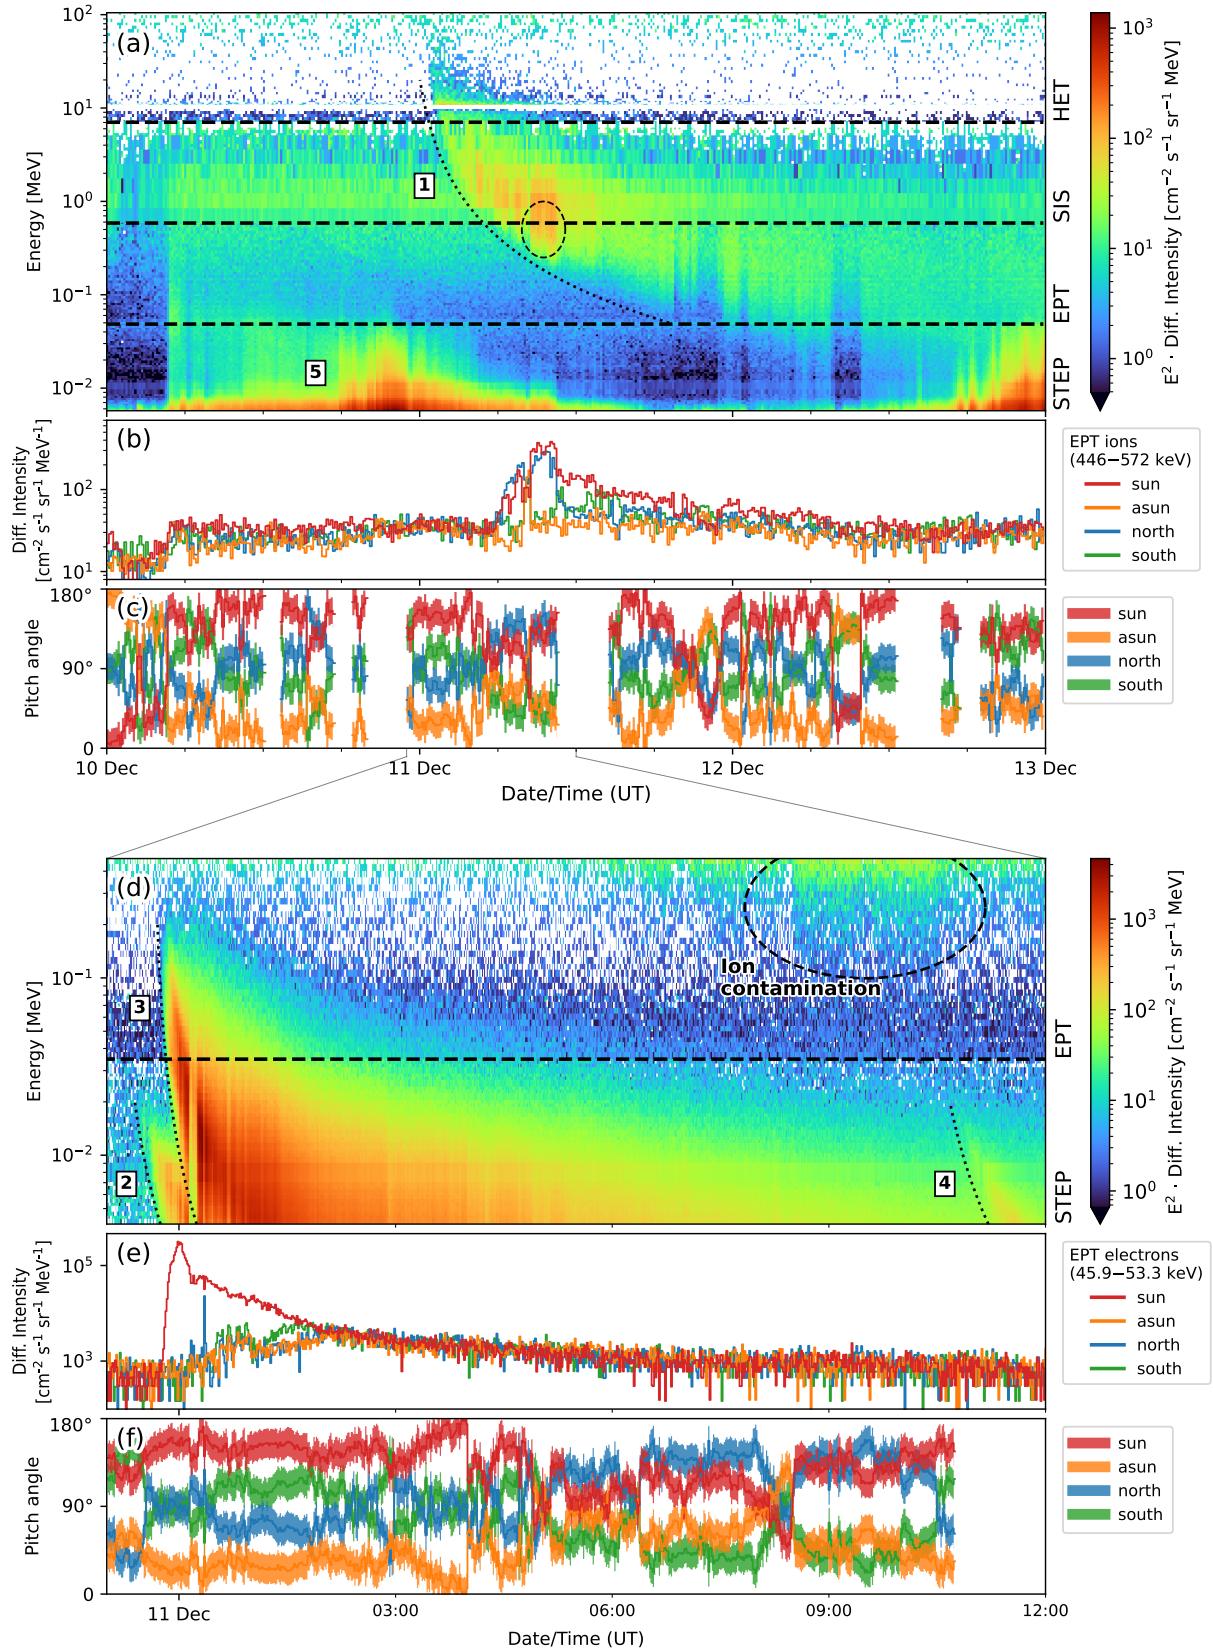 (a)
10²
10¹
10⁰
10⁻¹
10⁻²
Energy [MeV]
1
5
HET
SIS
EPT
STEP
10³
10²
10¹
10⁰
E² · Diff. Intensity [cm⁻² s⁻¹ sr⁻¹ MeV]
(b)
10²
10¹
Diff. Intensity
[cm⁻² s⁻¹ sr⁻¹ MeV⁻¹]
EPT ions
(446−572 keV)
sun
asun
north
south
(c)
180°
90°
0
Pitch angle
sun
asun
north
south
10 Dec
11 Dec
12 Dec
13 Dec
Date/Time (UT)
(d)
10⁻¹
10⁻²
Energy [MeV]
3
2
4
Ion
contamination
EPT
STEP
10³
10²
10¹
10⁰
E² · Diff. Intensity [cm⁻² s⁻¹ sr⁻¹ MeV]
(e)
10⁵
10³
Diff. Intensity
[cm⁻² s⁻¹ sr⁻¹ MeV⁻¹]
EPT electrons
(45.9−53.3 keV)
sun
asun
north
south
(f)
180°
90°
0
Pitch angle
sun
asun
north
south
11 Dec
03:00
06:00
09:00
12:00
Date/Time (UT)